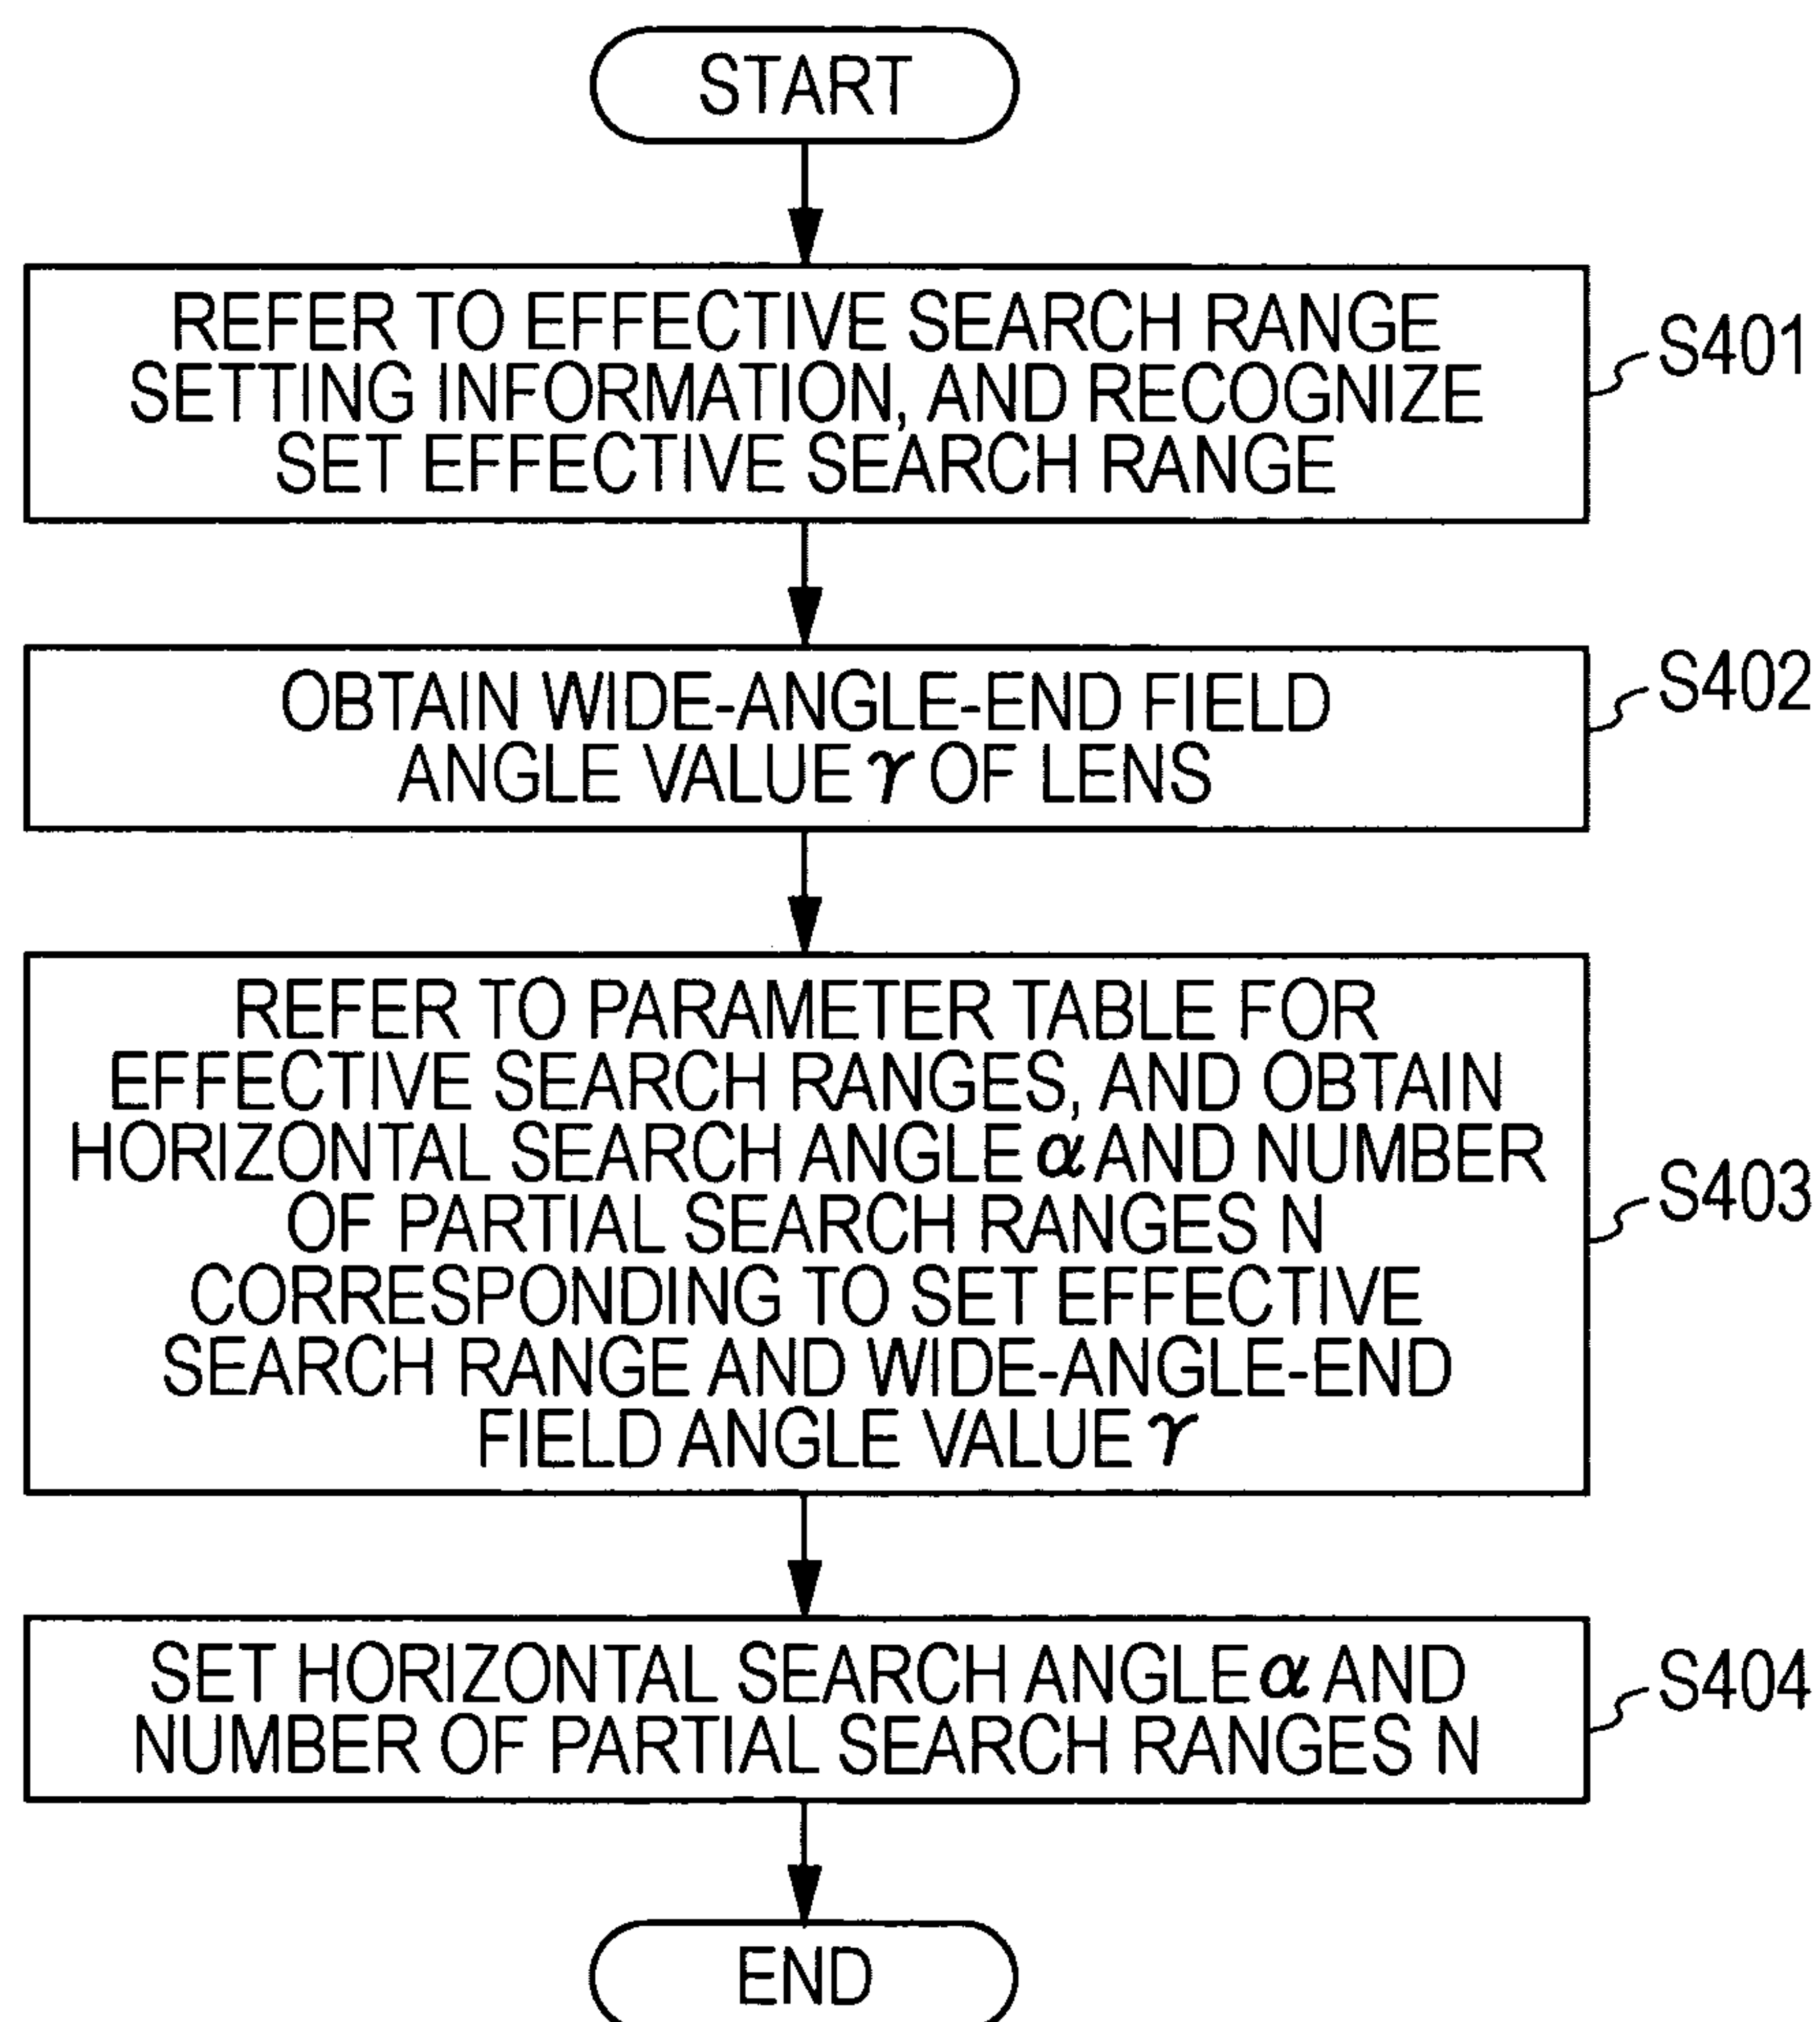 START
REFER TO EFFECTIVE SEARCH RANGE
SETTING INFORMATION, AND RECOGNIZE
SET EFFECTIVE SEARCH RANGE
S401
OBTAIN WIDE-ANGLE-END FIELD
ANGLE VALUE γ OF LENS
S402
REFER TO PARAMETER TABLE FOR
EFFECTIVE SEARCH RANGES, AND OBTAIN
HORIZONTAL SEARCH ANGLE α AND NUMBER
OF PARTIAL SEARCH RANGES N
CORRESPONDING TO SET EFFECTIVE
SEARCH RANGE AND WIDE-ANGLE-END
FIELD ANGLE VALUE γ
S403
SET HORIZONTAL SEARCH ANGLE α AND
NUMBER OF PARTIAL SEARCH RANGES N
S404
END